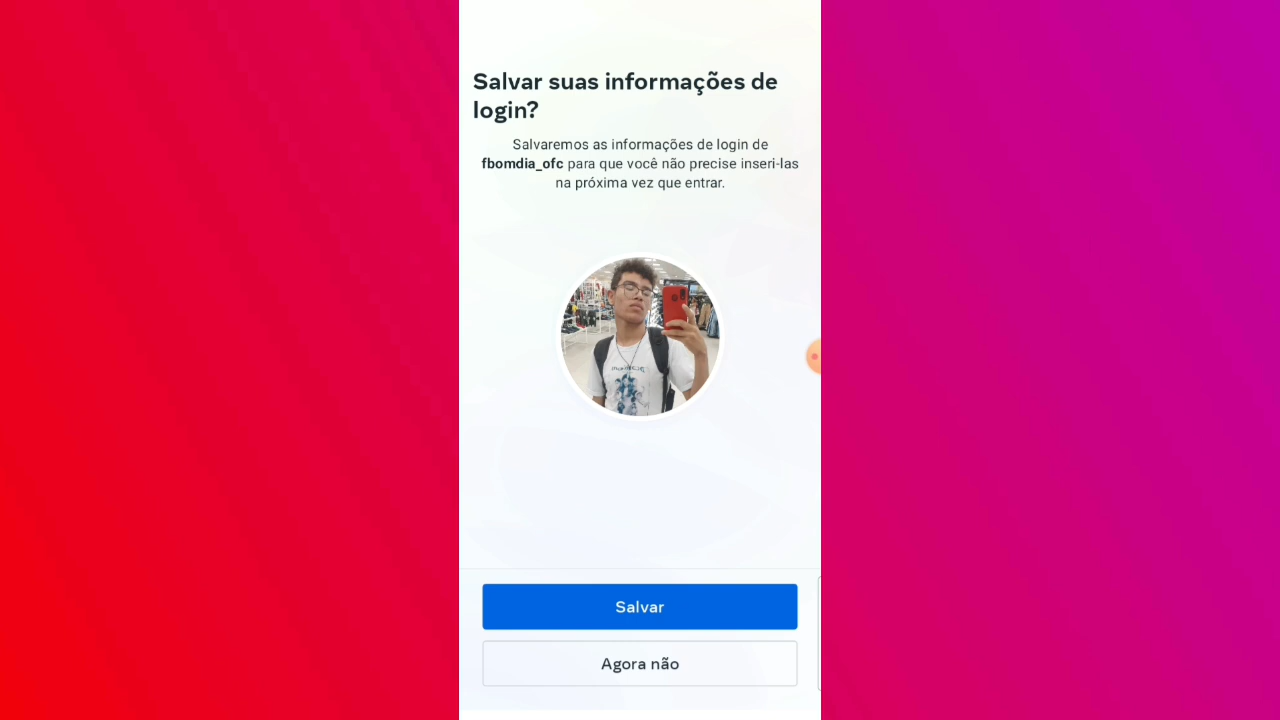 Salvar suas informações de
login?
Salvaremos as informações de login de
fbomdia_ofc para que você não precise inseri-las
na próxima vez que entrar.
Salvar
Agora não